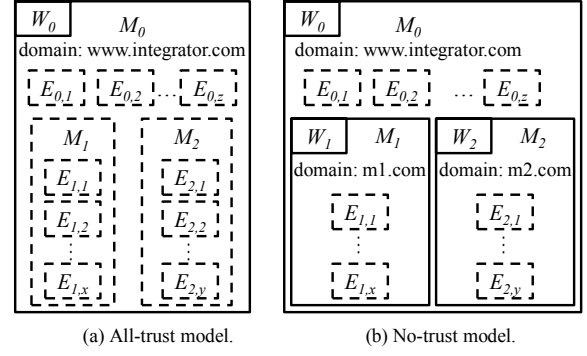 W0 M0
domain: www.integrator.com
E0,1 E0,2 ... E0,z
M1 M2
E1,1 E2,1
E1,2 E2,2
⋮ ⋮
E1,x E2,y
(a) All-trust model.
W0 M0
domain: www.integrator.com
E0,1 E0,2 ... E0,z
W1 M1 W2 M2
domain: m1.com domain: m2.com
E1,1 E2,1
⋮ ⋮
E1,x E2,y
(b) No-trust model.